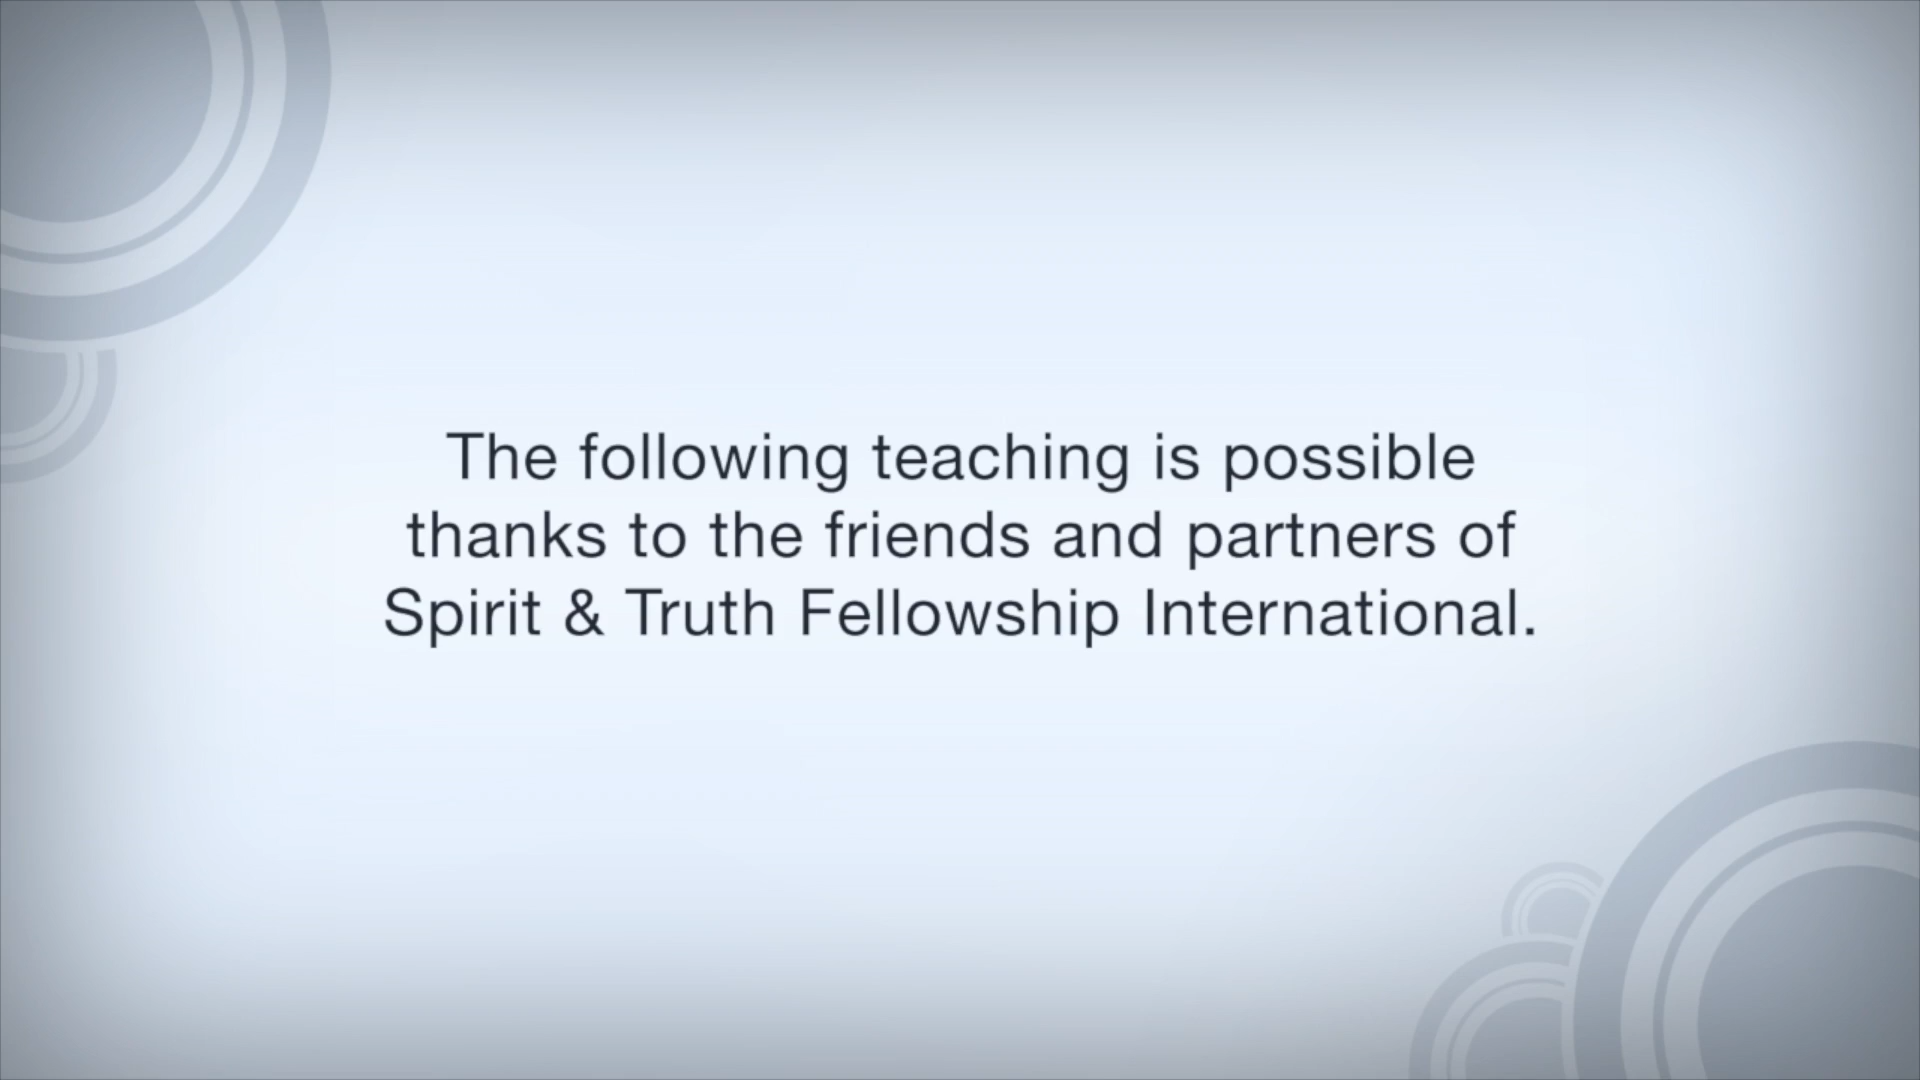 The following teaching is possible
thanks to the friends and partners of
Spirit & Truth Fellowship International.